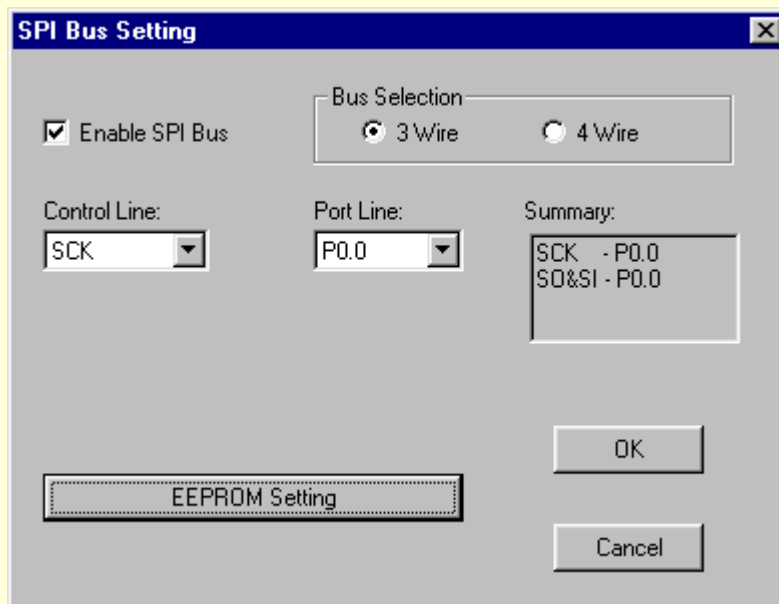 SPI Bus Setting
Bus Selection
Enable SPI Bus
3 Wire
4 Wire
Control Line:
Port Line:
Summary:
SCK
P0.0
SCK - P0.0
SO&SI - P0.0
OK
EEPROM Setting
Cancel